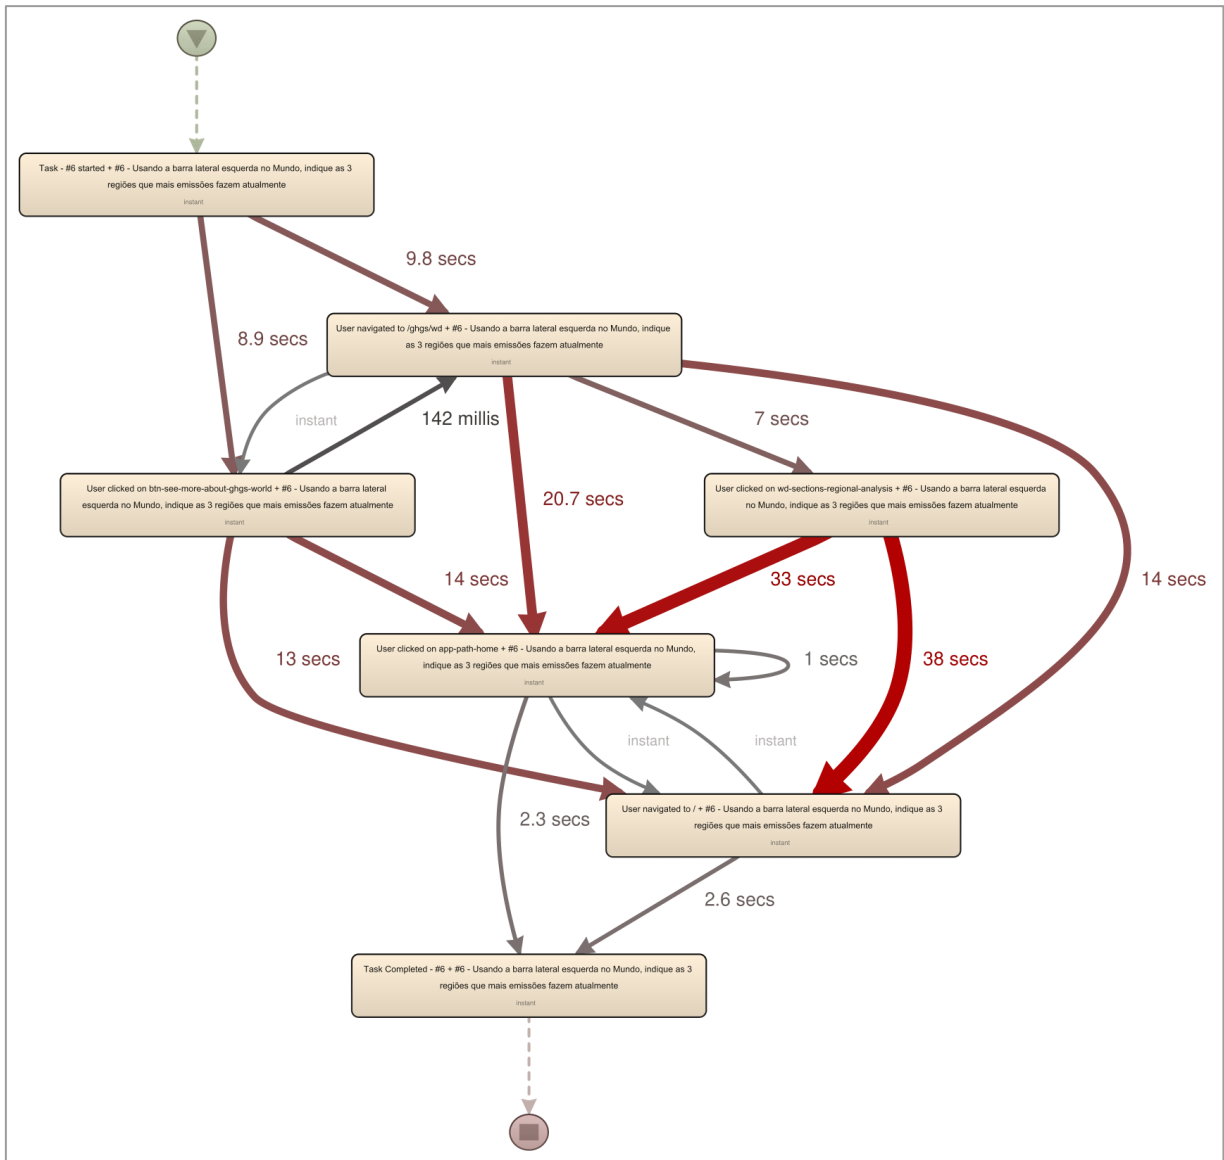 Task - #6 started + #6 - Usando a barra lateral esquerda no Mundo, indique as 3
regiões que mais emissões fazem atualmente
instant
9.8 secs
8.9 secs
User navigated to /ghgs/wd + #6 - Usando a barra lateral esquerda no Mundo, indique
as 3 regiões que mais emissões fazem atualmente
instant
instant
142 millis
7 secs
User clicked on btn-see-more-about-ghgs-world + #6 - Usando a barra lateral
esquerda no Mundo, indique as 3 regiões que mais emissões fazem atualmente
instant
20.7 secs
User clicked on wd-sections-regional-analysis + #6 - Usando a barra lateral esquerda
no Mundo, indique as 3 regiões que mais emissões fazem atualmente
instant
14 secs
33 secs
14 secs
13 secs
User clicked on app-path-home + #6 - Usando a barra lateral esquerda no Mundo,
indique as 3 regiões que mais emissões fazem atualmente
instant
1 secs
38 secs
instant
instant
2.3 secs
User navigated to / + #6 - Usando a barra lateral esquerda no Mundo, indique as 3
regiões que mais emissões fazem atualmente
instant
2.6 secs
Task Completed - #6 + #6 - Usando a barra lateral esquerda no Mundo, indique as 3
regiões que mais emissões fazem atualmente
instant